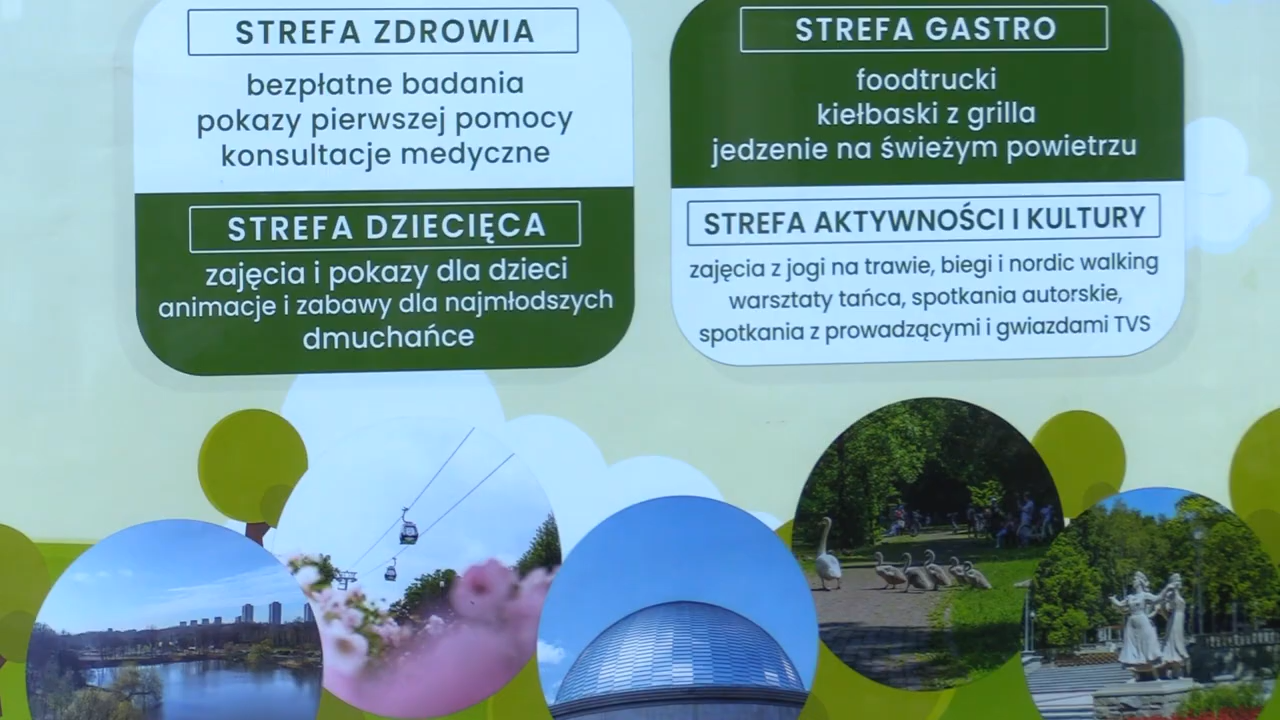 STREFA ZDROWIA
bezpłatne badania
pokazy pierwszej pomocy
konsultacje medyczne
STREFA DZIECIĘCA
zajęcia i pokazy dla dzieci
animacje i zabawy dla najmłodszych
dmuchańce
STREFA GASTRO
foodtrucki
kiełbaski z grilla
jedzenie na świeżym powietrzu
STREFA AKTYWNOŚCI I KULTURY
zajęcia z jogi na trawie, biegi i nordic walking
warsztaty tańca, spotkania autorskie,
spotkania z prowadzącymi i gwiazdami TVS